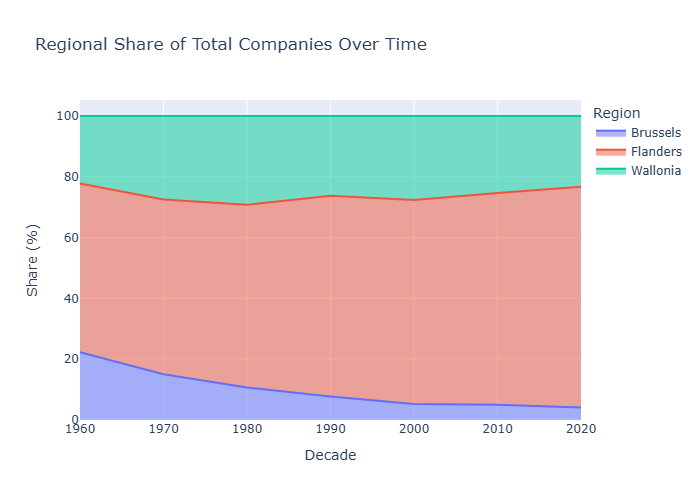 Regional Share of Total Companies Over Time
Region
Brussels
Flanders
Wallonia
100
80
60
40
20
0
Share (%)
1960 1970 1980 1990 2000 2010 2020
Decade